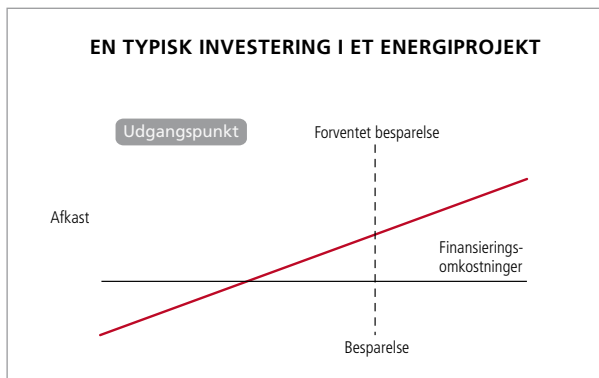 EN TYPISK INVESTERING I ET ENERGIPROJEKT
Udgangspunkt
Forventet besparelse
Afkast
Finansierings-
omkostninger
Besparelse